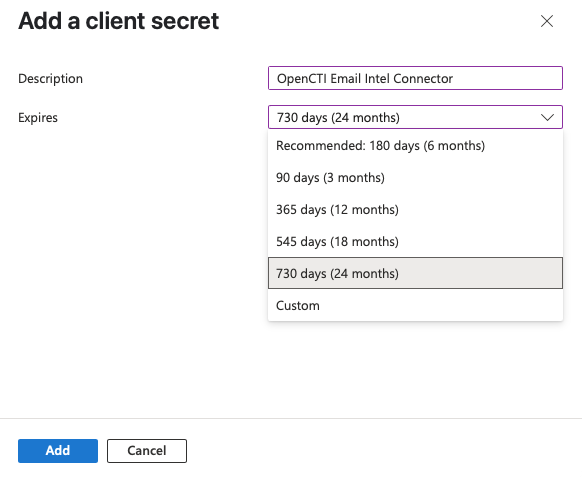 Add a client secret
Description
OpenCTI Email Intel Connector
Expires
730 days (24 months)
Recommended: 180 days (6 months)
90 days (3 months)
365 days (12 months)
545 days (18 months)
730 days (24 months)
Custom
Add
Cancel